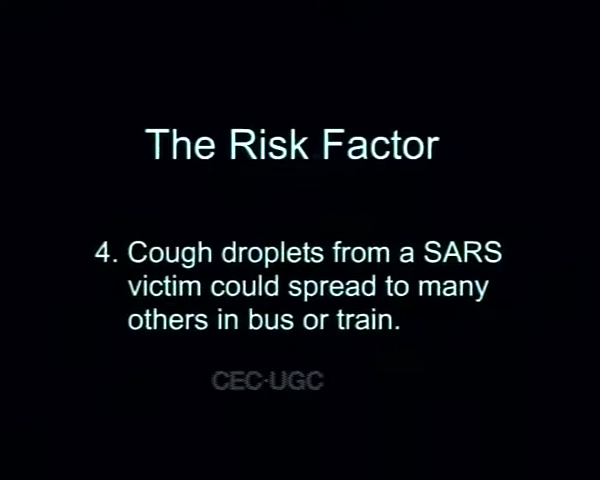 The Risk Factor
4. Cough droplets from a SARS
victim could spread to many
others in bus or train.
CEC-UGC